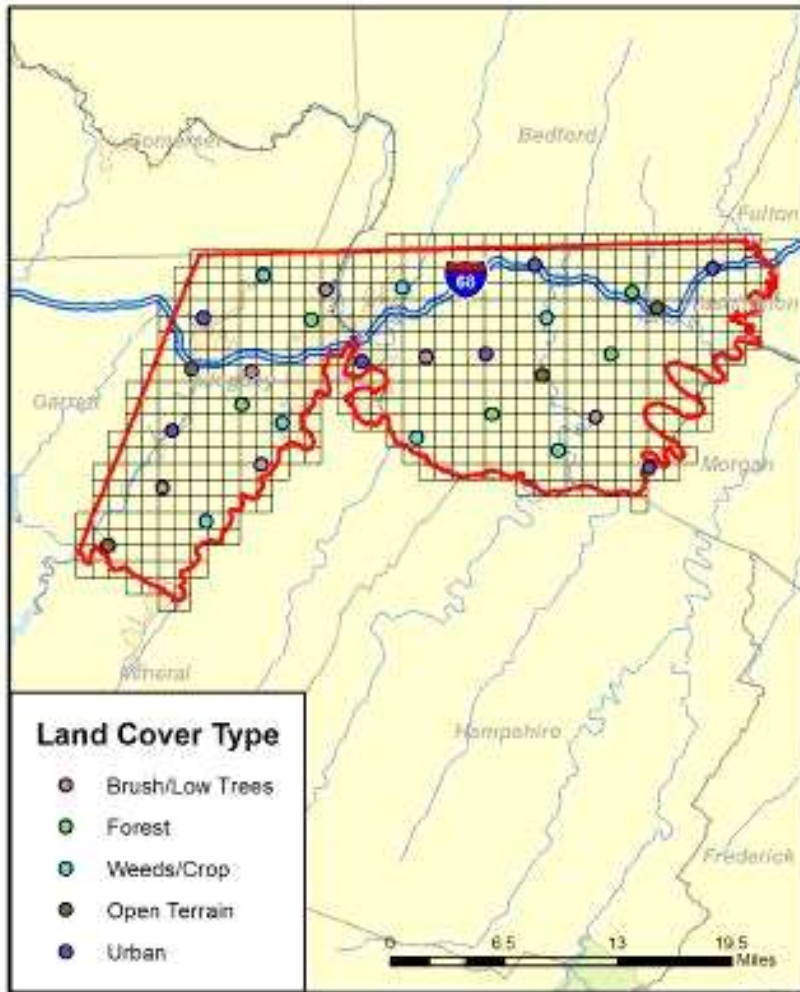 Somerset
Bedford
Fulton
68
Garrett
Morgan
Mineral
Hampshire
Frederick
Land Cover Type
Brush/Low Trees
Forest
Weeds/Crop
Open Terrain
Urban
0 6.5 13 19.5
Miles